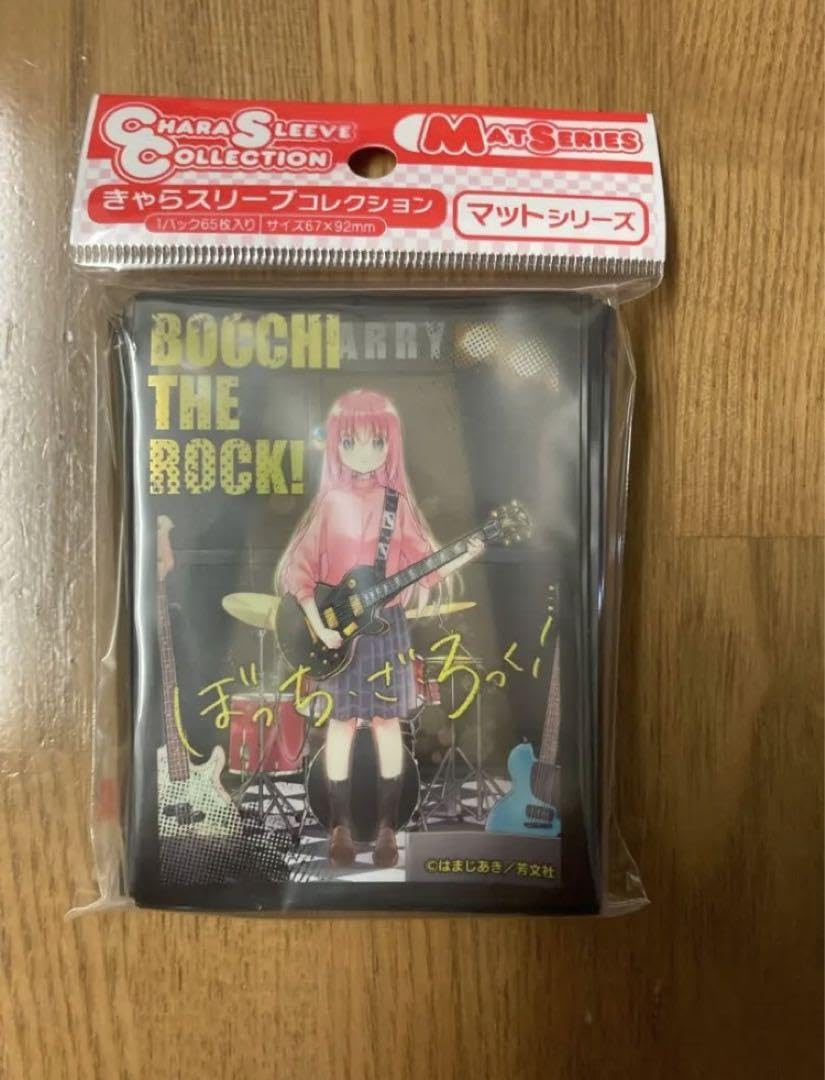 CHARA SLEEVE COLLECTION
MAT SERIES
きゃらスリーブコレクション
マットシリーズ
1パック65枚入り サイズ67×92mm
BOCCHI
ARRY
THE
ROCK!
ぼっち・ざ・ろっく!
©はまじあき/芳文社